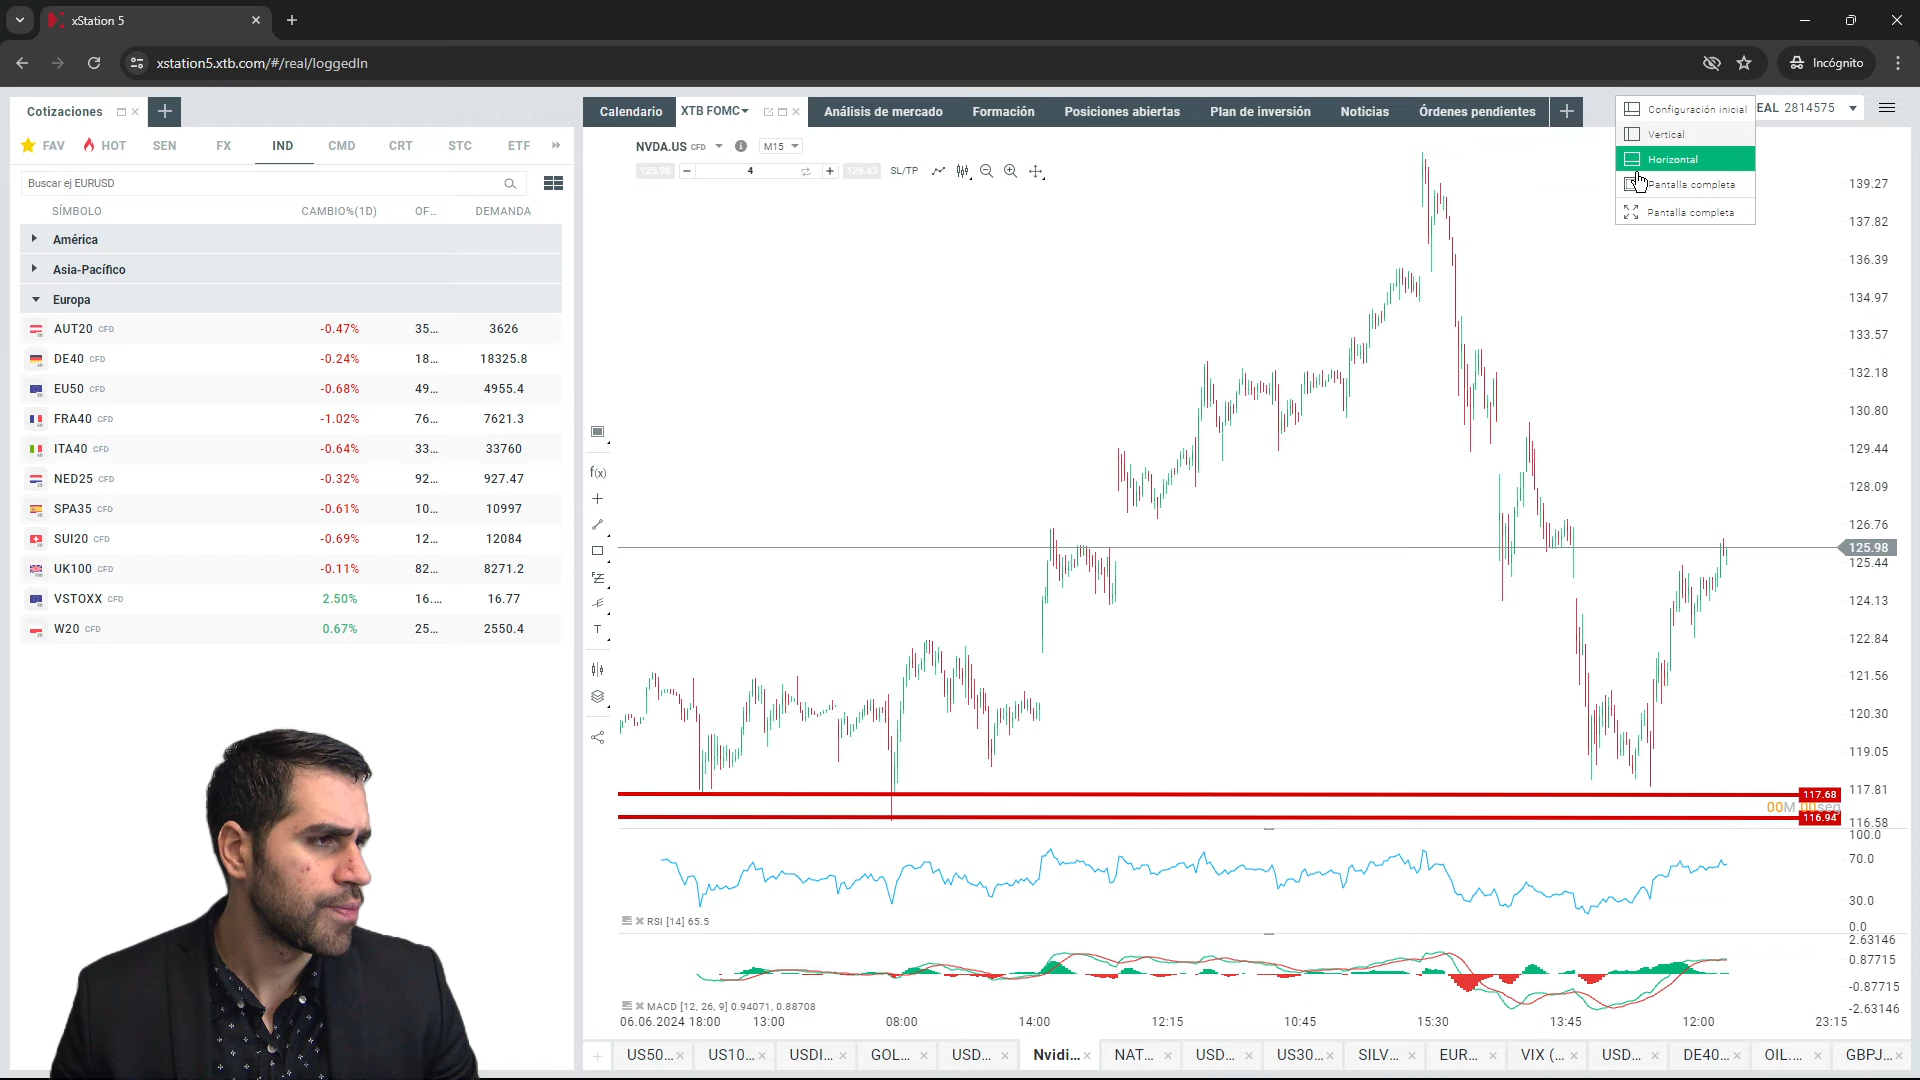 xStation 5
xstation5.xtb.com/#/real/loggedIn
Incógnito
Cotizaciones
Calendario
XTB FOMC
Análisis de mercado
Formación
Posiciones abiertas
Plan de inversión
Noticias
Órdenes pendientes
EAL 2814575
Configuración inicial
Vertical
Horizontal
Pantalla completa
Pantalla completa
FAV HOT SEN FX IND CMD CRT STC ETF
NVDA.US CFD M15
125.98 4 126.43 SL/TP
Buscar ej EURUSD
SÍMBOLO CAMBIO%(1D) OF... DEMANDA
América
Asia-Pacífico
Europa
AUT20 CFD -0.47% 35... 3626
DE40 CFD -0.24% 18... 18325.8
EU50 CFD -0.68% 49... 4955.4
FRA40 CFD -1.02% 76... 7621.3
ITA40 CFD -0.64% 33... 33760
NED25 CFD -0.32% 92... 927.47
SPA35 CFD -0.61% 10... 10997
SUI20 CFD -0.69% 12... 12084
UK100 CFD -0.11% 82... 8271.2
VSTOXX CFD 2.50% 16.... 16.77
W20 CFD 0.67% 25... 2550.4
f(x)
T
139.27
137.82
136.39
134.97
133.57
132.18
130.80
129.44
128.09
126.76
125.98
125.44
124.13
122.84
121.56
120.30
119.05
117.81
117.68
00M 00seg
116.94
116.58
100.0
70.0
30.0
0.0
RSI [14] 65.5
2.63146
0.87715
-0.87715
-2.63146
MACD [12, 26, 9] 0.94071, 0.88708
06.06.2024 18:00 13:00 08:00 14:00 12:15 10:45 15:30 13:45 12:00 23:15
US50... US10... USDI... GOL... USD... Nvidi... NAT... USD... US30... SILV... EUR... VIX (... USD... DE40... OIL.... GBPJ...